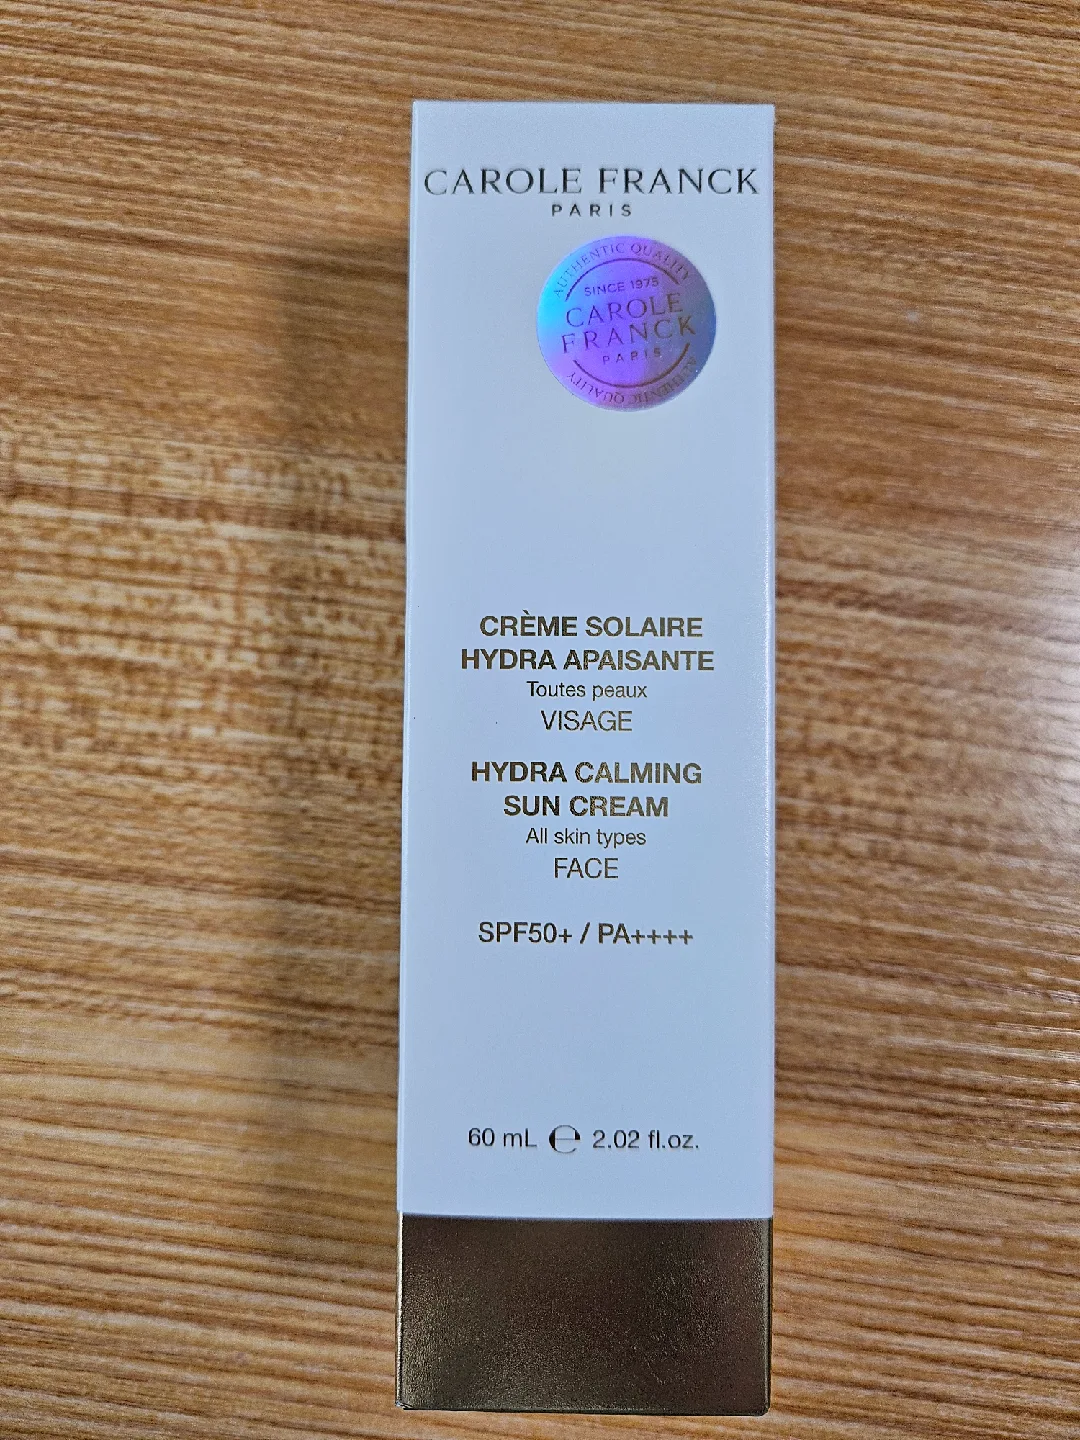 CAROLE FRANCK
PARIS
AUTHENTIC QUALITY
SINCE 1975
CAROLE
FRANCK
PARIS
AUTHENTIC QUALITY
CRÈME SOLAIRE
HYDRA APAISANTE
Toutes peaux
VISAGE
HYDRA CALMING
SUN CREAM
All skin types
FACE
SPF50+ / PA++++
60 mL ℮ 2.02 fl.oz.